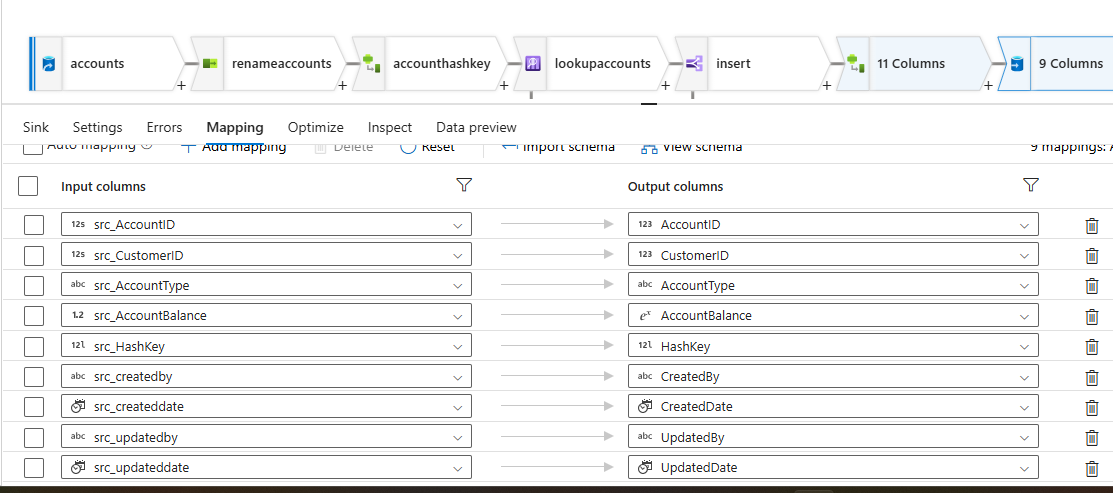 accounts renameaccounts accounthashkey lookupaccounts insert 11 Columns 9 Columns
+ + + + + +
Sink Settings Errors Mapping Optimize Inspect Data preview
Auto mapping Add mapping Delete Reset Import schema View schema 9 mappings:
Input columns Output columns
12s src_AccountID 123 AccountID
12s src_CustomerID 123 CustomerID
abc src_AccountType abc AccountType
1.2 src_AccountBalance eˣ AccountBalance
12l src_HashKey 12l HashKey
abc src_createdby abc CreatedBy
src_createddate CreatedDate
abc src_updatedby abc UpdatedBy
src_updateddate UpdatedDate